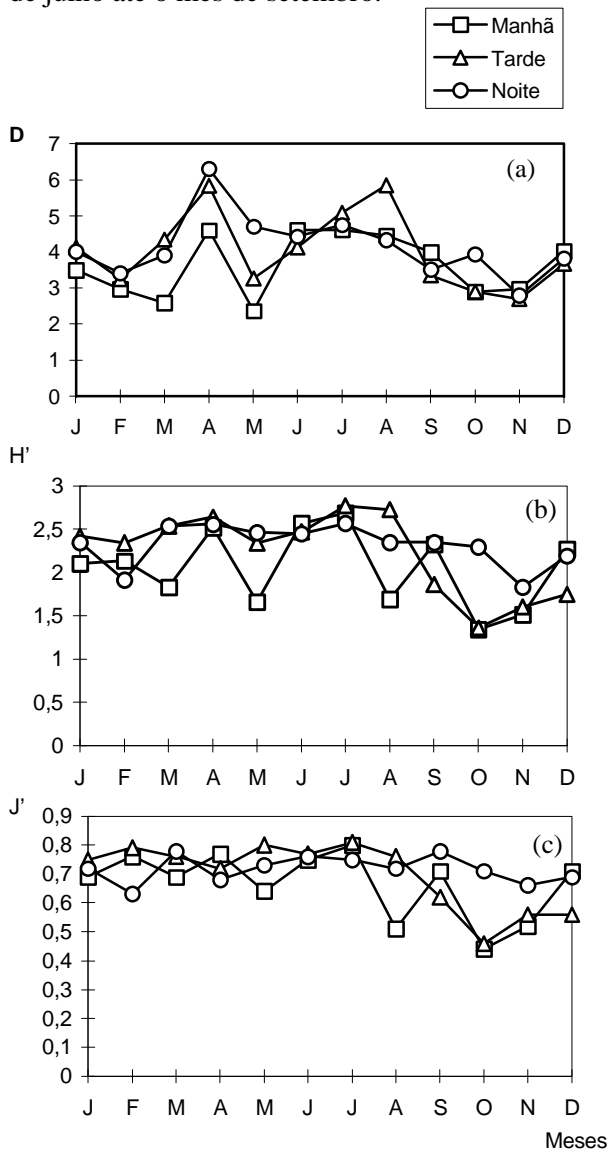 de julho até o mês de setembro.
Manhã
Tarde
Noite
D
(a)
7
6
5
4
3
2
1
0
J F M A M J J A S O N D
H'
(b)
3
2,5
2
1,5
1
0,5
0
J F M A M J J A S O N D
J'
(c)
0,9
0,8
0,7
0,6
0,5
0,4
0,3
0,2
0,1
0
J F M A M J J A S O N D
Meses